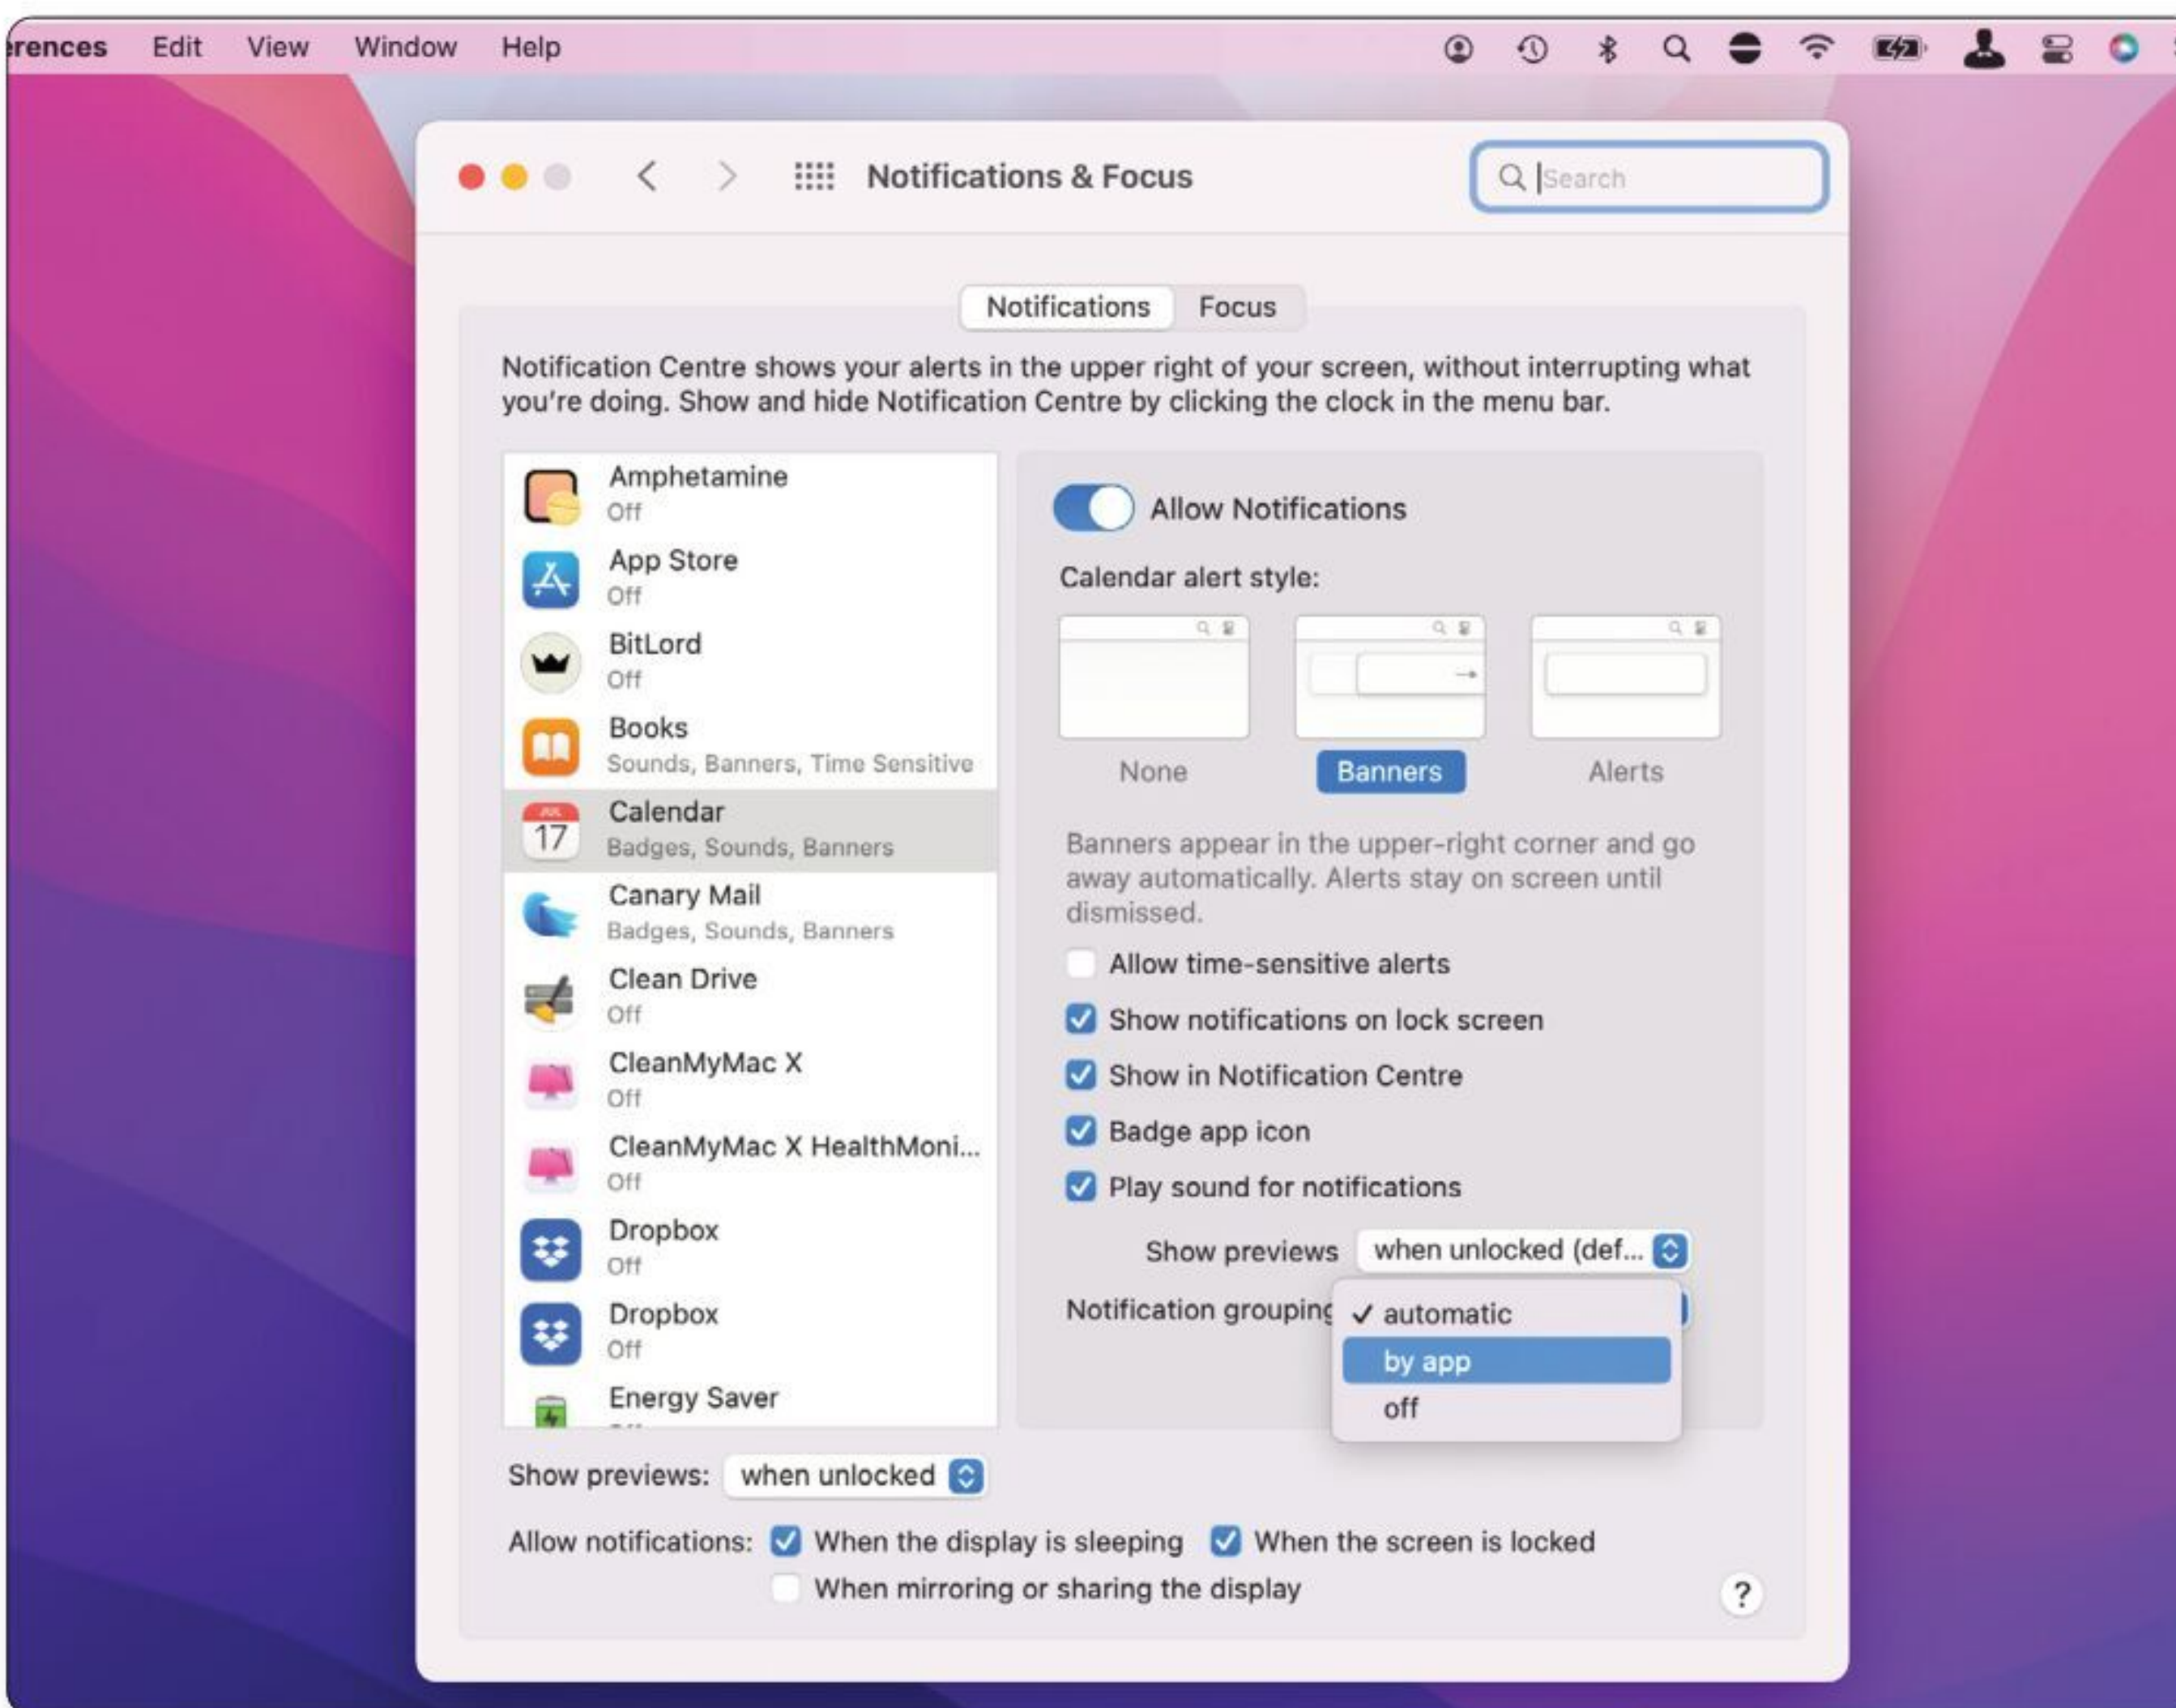 erences Edit View Window Help
Notifications & Focus
Search
Notifications Focus
Notification Centre shows your alerts in the upper right of your screen, without interrupting what
you're doing. Show and hide Notification Centre by clicking the clock in the menu bar.
Amphetamine
Off
App Store
Off
BitLord
Off
Books
Sounds, Banners, Time Sensitive
JUL
17
Calendar
Badges, Sounds, Banners
Canary Mail
Badges, Sounds, Banners
Clean Drive
Off
CleanMyMac X
Off
CleanMyMac X HealthMoni...
Off
Dropbox
Off
Dropbox
Off
Energy Saver
Allow Notifications
Calendar alert style:
None Banners Alerts
Banners appear in the upper-right corner and go
away automatically. Alerts stay on screen until
dismissed.
Allow time-sensitive alerts
Show notifications on lock screen
Show in Notification Centre
Badge app icon
Play sound for notifications
Show previews when unlocked (def...
Notification grouping
automatic
by app
off
Show previews: when unlocked
Allow notifications: When the display is sleeping When the screen is locked
When mirroring or sharing the display
?